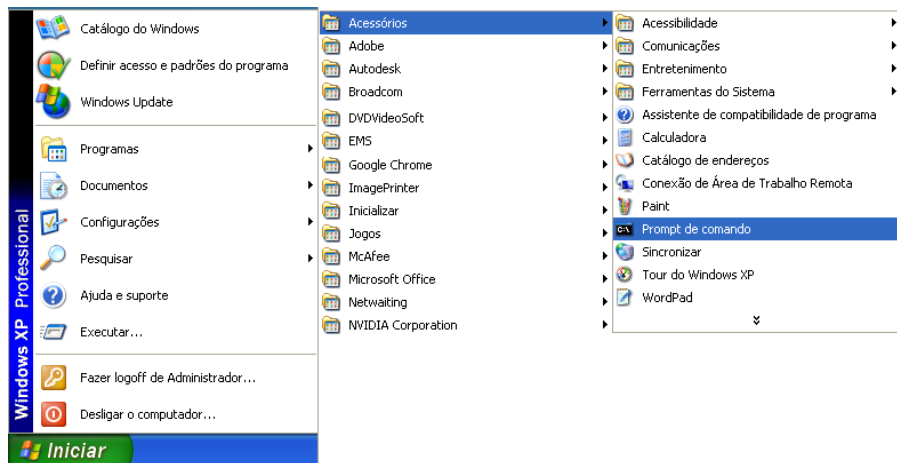 Catálogo do Windows
Definir acesso e padrões do programa
Windows Update
Programas
Documentos
Configurações
Pesquisar
Ajuda e suporte
Executar...
Fazer logoff de Administrador...
Desligar o computador...
Windows XP Professional
Iniciar
Acessórios
Adobe
Autodesk
Broadcom
DVDVideoSoft
EMS
Google Chrome
ImagePrinter
Inicializar
Jogos
McAfee
Microsoft Office
Netwaiting
NVIDIA Corporation
Acessibilidade
Comunicações
Entretenimento
Ferramentas do Sistema
Assistente de compatibilidade de programa
Calculadora
Catálogo de endereços
Conexão de Área de Trabalho Remota
Paint
C:\
Prompt de comando
Sincronizar
Tour do Windows XP
WordPad